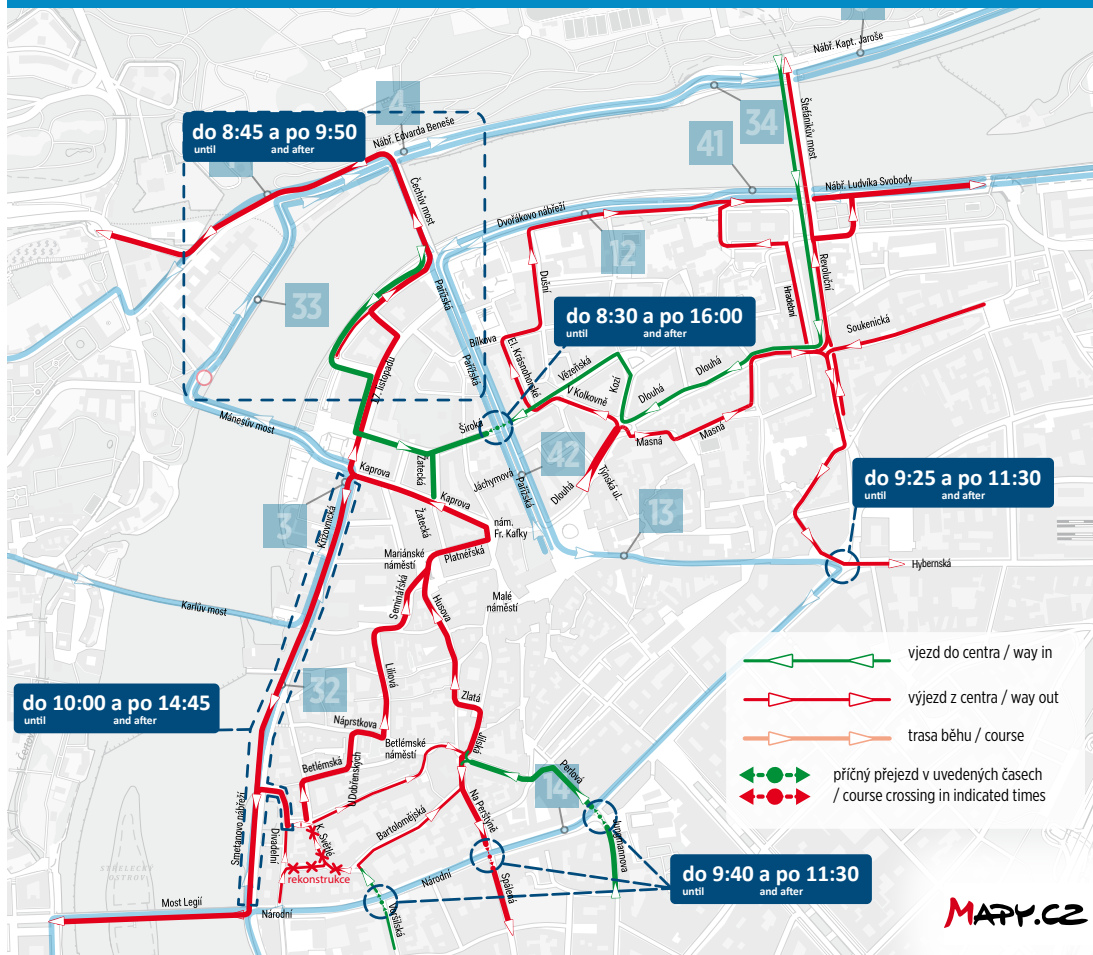 Nábř. Kapt. Jaroše
4
34
41
do 8:45 a po 9:50
until and after
Nábř. Edvarda Beneše
Štefánikův most
Čechův most
Nábř. Ludvíka Svobody
Dvořákovo nábřeží
12
33
Dušní
Pařížská
Revoluční
Hradební
do 8:30 a po 16:00
until and after
Soukenická
Bílkova
Pařížská
El. Krásnohorské
Vězeňská
17. listopadu
V Kolkovně
Kozí
Dlouhá
Dlouhá
Mánesův most
Široká
Masná
Masná
42
Žatecká
Kaprova
Jáchymová
Týnská ul.
Dlouhá
do 9:25 a po 11:30
until and after
3
Křižovnická
Kaprova
Žatecká
Pařížská
nám.
Fr. Kafky
13
Mariánské
náměstí
Platnéřská
Hybernská
Karlův most
Seminářská
Husova
Malé
náměstí
vjezd do centra / way in
32
Liliová
Zlatá
výjezd z centra / way out
do 10:00 a po 14:45
until and after
Náprstkova
Jilská
trasa běhu / course
Betlémské
náměstí
Betlémská
U Dobřenských
Perlová
14
příčný přejezd v uvedených časech
/ course crossing in indicated times
Na Perštýně
Bartolomějská
Jungmannova
Smetanovo nábřeží
Divadelní
K. Světlé
STŘELECKÝ
OSTROV
rekonstrukce
Národní
do 9:40 a po 11:30
until and after
Spálená
Most Legií
Národní
Voršilská
MAPY.CZ